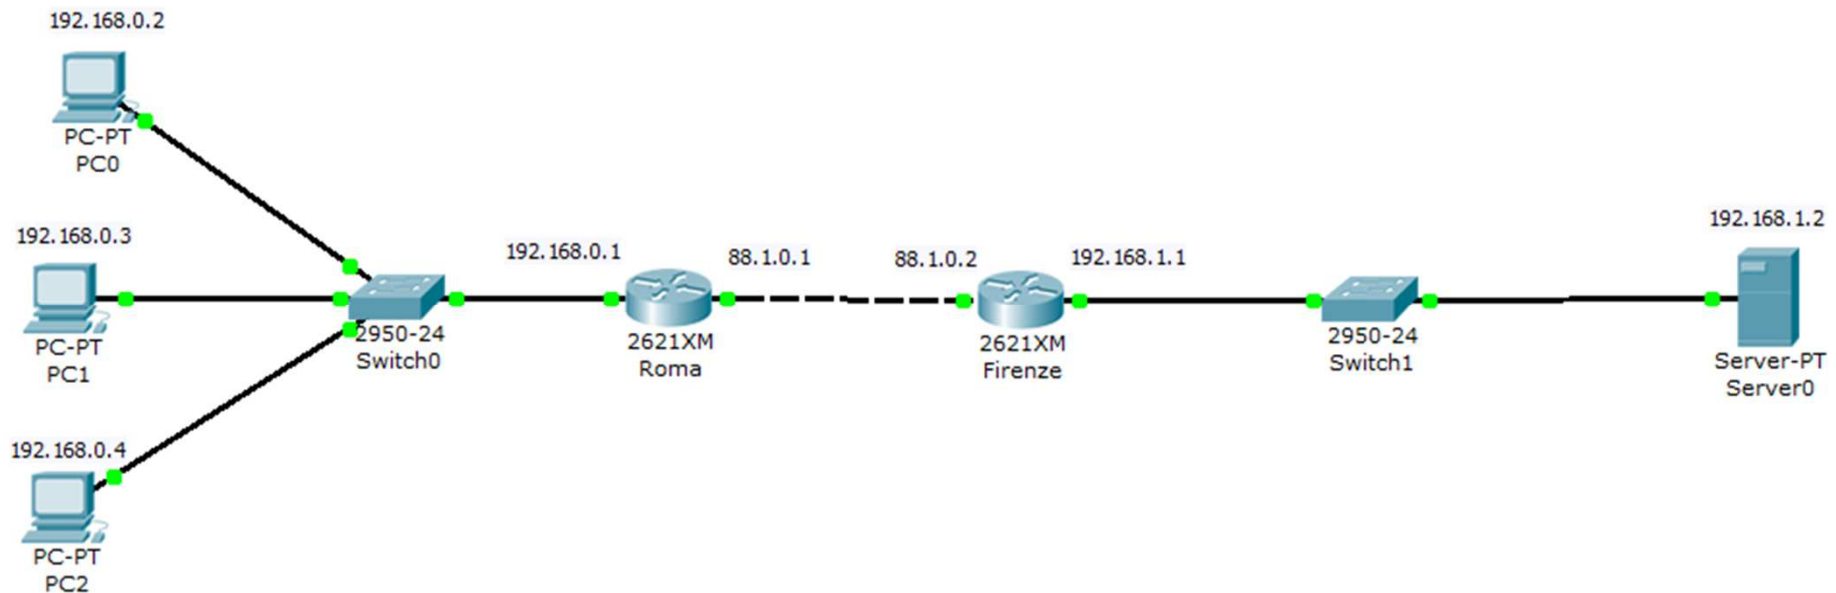 192.168.0.2
PC-PT
PC0
192.168.0.3
PC-PT
PC1
192.168.0.4
PC-PT
PC2
2950-24
Switch0
192.168.0.1
2621XM
Roma
88.1.0.1
88.1.0.2
2621XM
Firenze
192.168.1.1
2950-24
Switch1
192.168.1.2
Server-PT
Server0